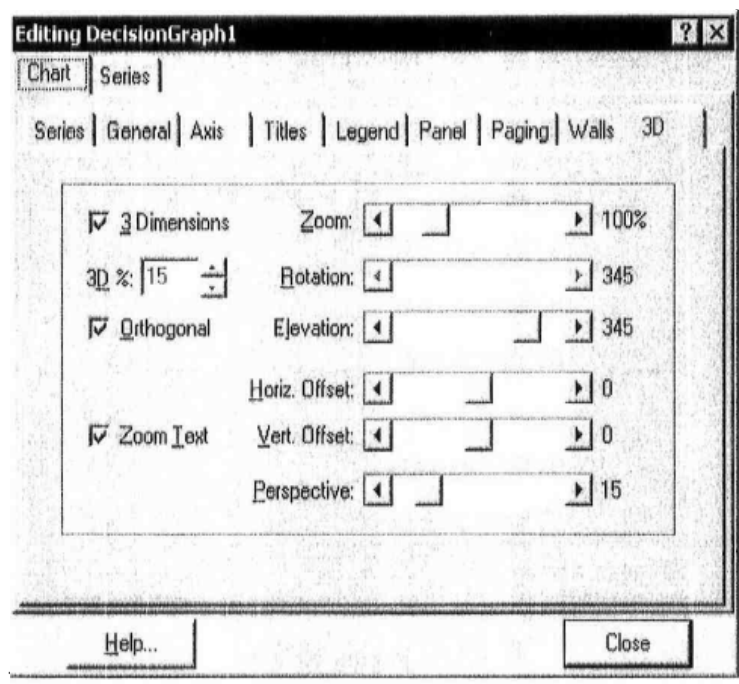 Editing DecisionGraph1
Chart Series
Series General Axis Titles Legend Panel Paging Walls 3D
3 Dimensions Zoom: 100%
3D %: 15 Rotation: 345
Orthogonal Elevation: 345
Horiz. Offset: 0
Zoom Text Vert. Offset: 0
Perspective: 15
Help... Close